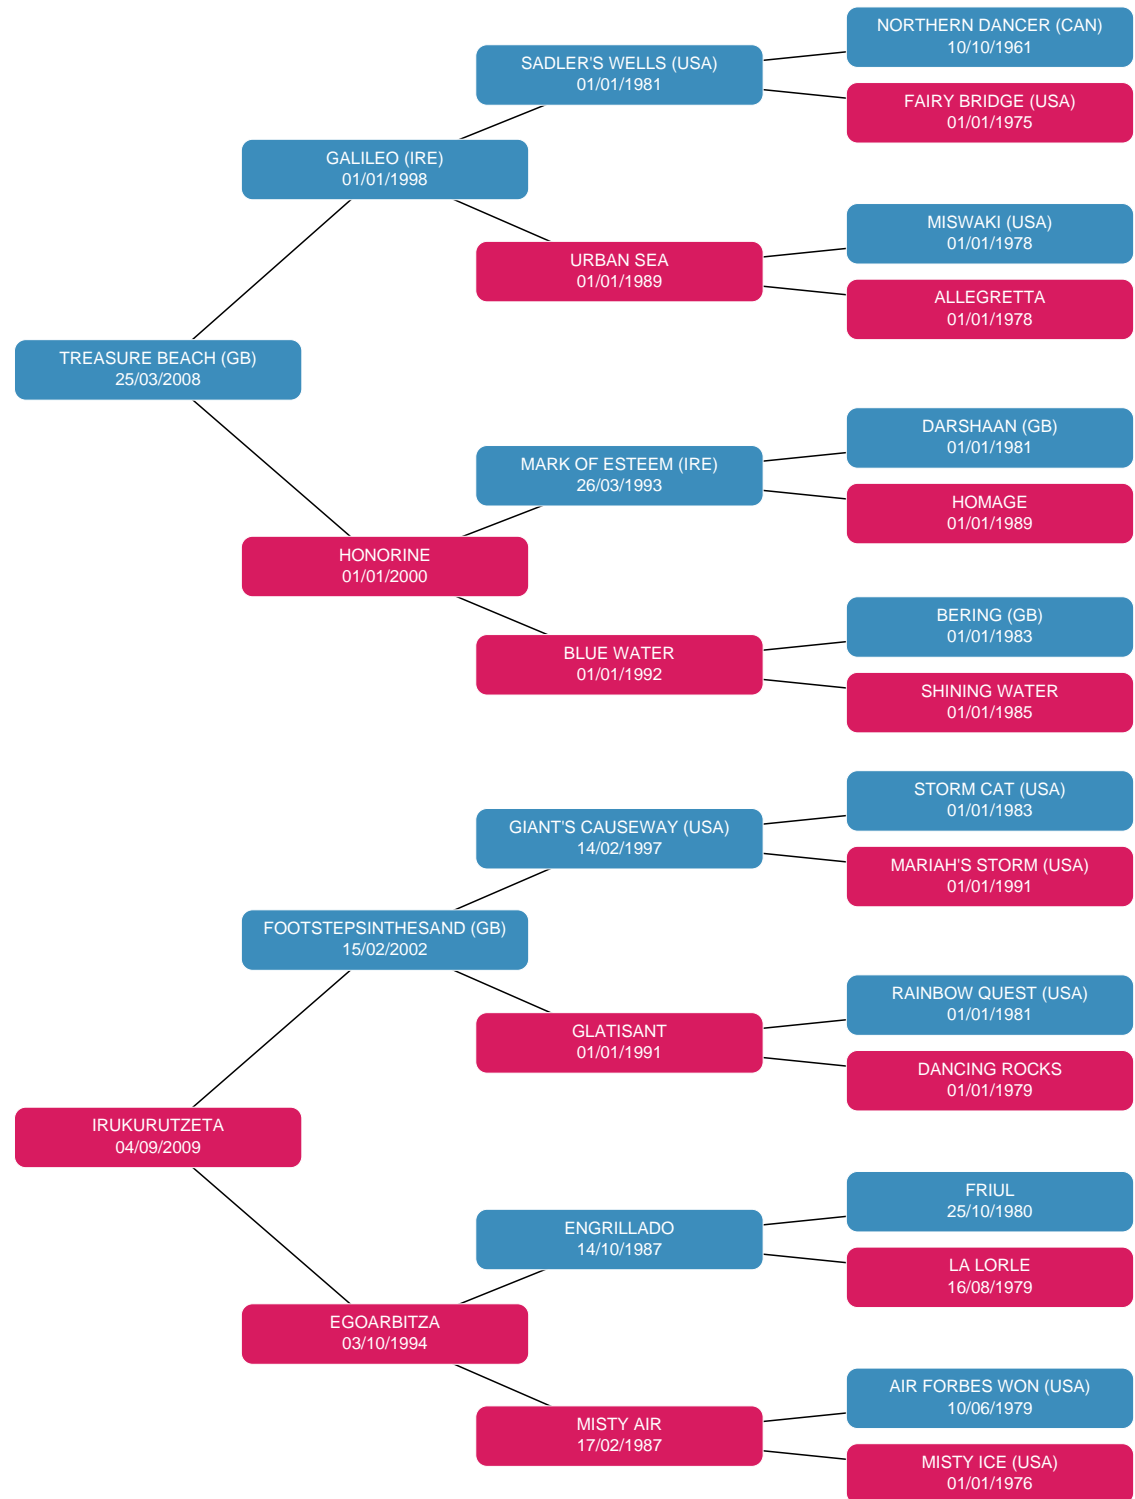 NORTHERN DANCER (CAN)
10/10/1961
SADLER'S WELLS (USA)
01/01/1981
FAIRY BRIDGE (USA)
01/01/1975
GALILEO (IRE)
01/01/1998
MISWAKI (USA)
01/01/1978
URBAN SEA
01/01/1989
ALLEGRETTA
01/01/1978
TREASURE BEACH (GB)
25/03/2008
DARSHAAN (GB)
01/01/1981
MARK OF ESTEEM (IRE)
26/03/1993
HOMAGE
01/01/1989
HONORINE
01/01/2000
BERING (GB)
01/01/1983
BLUE WATER
01/01/1992
SHINING WATER
01/01/1985
STORM CAT (USA)
01/01/1983
GIANT'S CAUSEWAY (USA)
14/02/1997
MARIAH'S STORM (USA)
01/01/1991
FOOTSTEPSINTHESAND (GB)
15/02/2002
RAINBOW QUEST (USA)
01/01/1981
GLATISANT
01/01/1991
DANCING ROCKS
01/01/1979
IRUKURUTZETA
04/09/2009
FRIUL
25/10/1980
ENGRILLADO
14/10/1987
LA LORLE
16/08/1979
EGOARBITZA
03/10/1994
AIR FORBES WON (USA)
10/06/1979
MISTY AIR
17/02/1987
MISTY ICE (USA)
01/01/1976